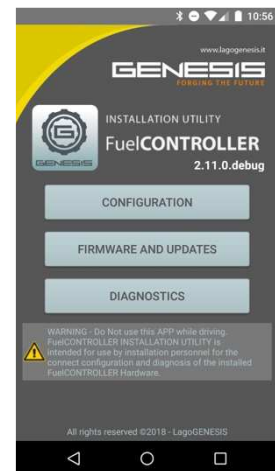 10:56
www.lagogenesis.it
GENESIS
FORGING THE FUTURE
INSTALLATION UTILITY
FuelCONTROLLER
2.11.0.debug
GENESIS
CONFIGURATION
FIRMWARE AND UPDATES
DIAGNOSTICS
WARNING - Do Not use this APP while driving.
FuelCONTROLLER INSTALLATION UTILITY is
intended for use by installation personnel for the
connect configuration and diagnosis of the installed
FuelCONTROLLER Hardware.
All rights reserved ©2018 - LagoGENESIS